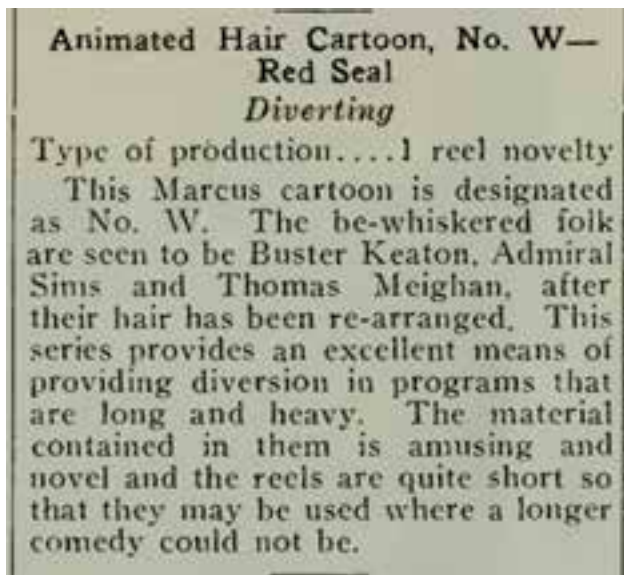 Animated Hair Cartoon, No. W—
Red Seal
Diverting
Type of production....1 reel novelty
This Marcus cartoon is designated
as No. W. The be-whiskered folk
are seen to be Buster Keaton, Admiral
Sims and Thomas Meighan, after
their hair has been re-arranged. This
series provides an excellent means of
providing diversion in programs that
are long and heavy. The material
contained in them is amusing and
novel and the reels are quite short so
that they may be used where a longer
comedy could not be.